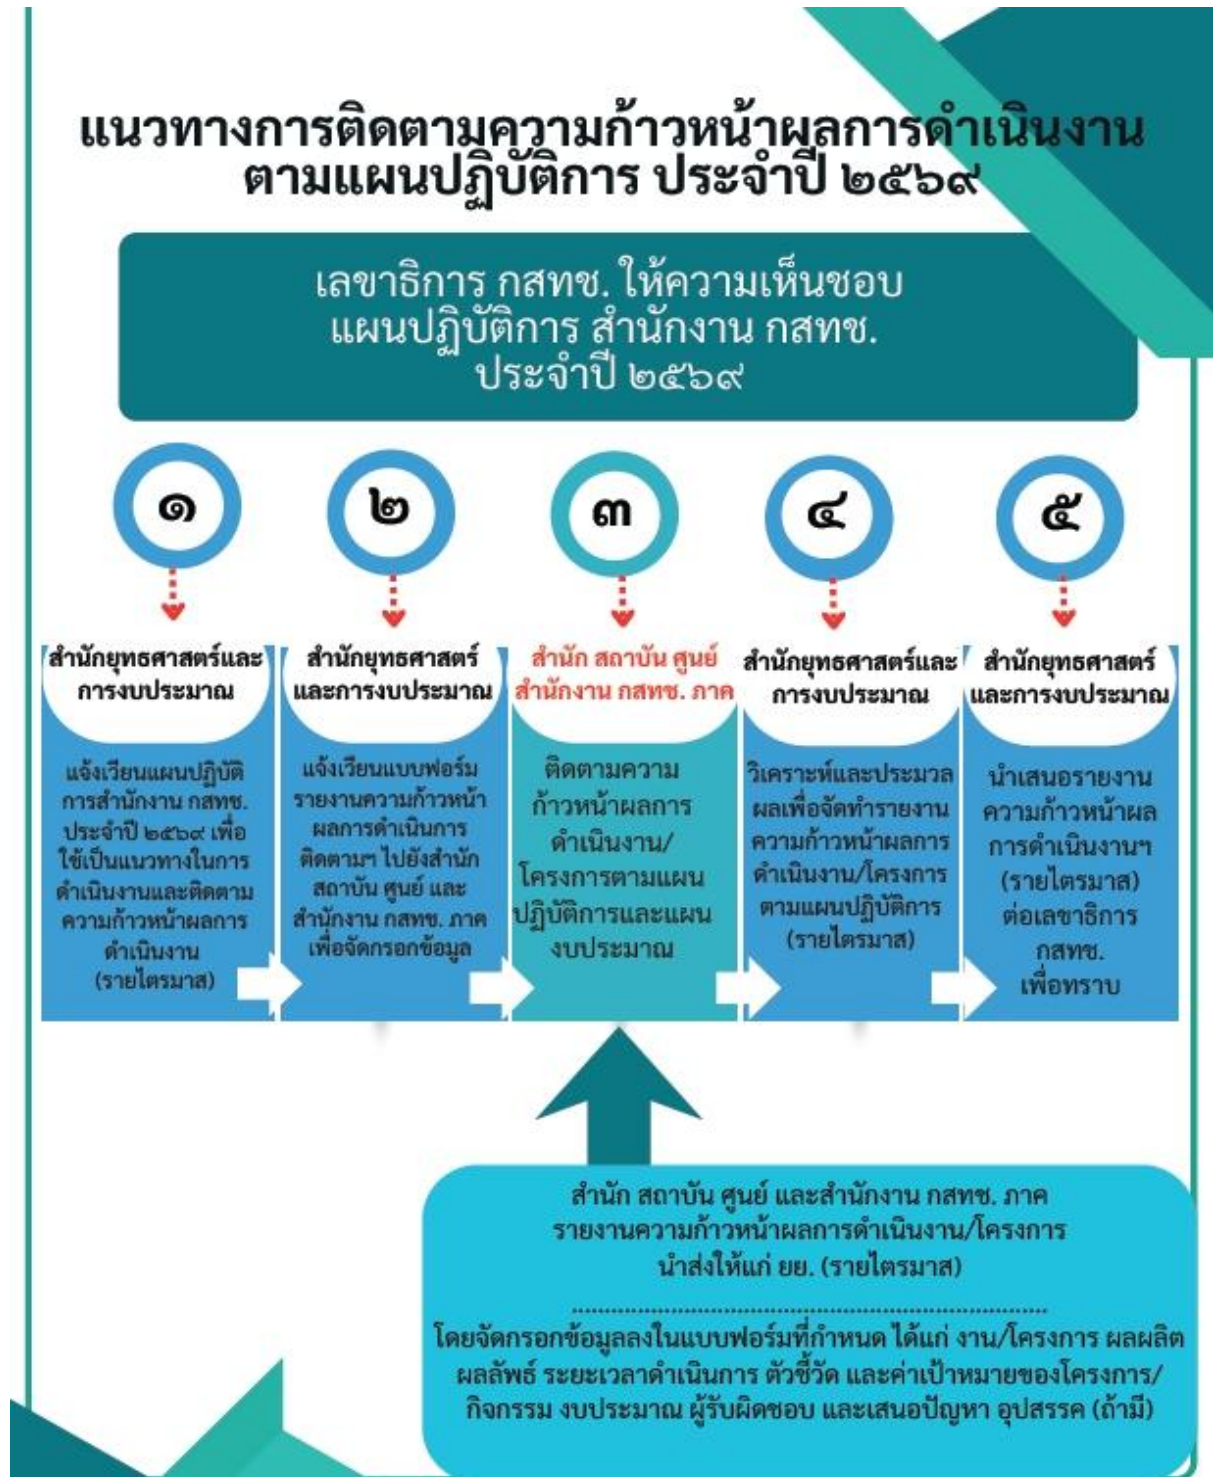 แนวทางการติดตามความก้าวหน้าผลการดำเนินงาน
ตามแผนปฏิบัติการ ประจำปี ๒๕๖๙
เลขาธิการ กสทช. ให้ความเห็นชอบ
แผนปฏิบัติการ สำนักงาน กสทช.
ประจำปี ๒๕๖๙
๑
สำนักยุทธศาสตร์และ
การงบประมาณ
แจ้งเวียนแผนปฏิบัติ
การสำนักงาน กสทช.
ประจำปี ๒๕๖๙ เพื่อ
ใช้เป็นแนวทางในการ
ดำเนินงานและติดตาม
ความก้าวหน้าผลการ
ดำเนินงาน
(รายไตรมาส)
๒
สำนักยุทธศาสตร์
และการงบประมาณ
แจ้งเวียนแบบฟอร์ม
รายงานความก้าวหน้า
ผลการดำเนินการ
ติดตามฯ ไปยังสำนัก
สถาบัน ศูนย์ และ
สำนักงาน กสทช. ภาค
เพื่อจัดกรอกข้อมูล
๓
สำนัก สถาบัน ศูนย์
สำนักงาน กสทช. ภาค
ติดตามความ
ก้าวหน้าผลการ
ดำเนินงาน/
โครงการตามแผน
ปฏิบัติการและแผน
งบประมาณ
๔
สำนักยุทธศาสตร์และ
การงบประมาณ
วิเคราะห์และประมวล
ผลเพื่อจัดทำรายงาน
ความก้าวหน้าผลการ
ดำเนินงาน/โครงการ
ตามแผนปฏิบัติการ
(รายไตรมาส)
๕
สำนักยุทธศาสตร์
และการงบประมาณ
นำเสนอรายงาน
ความก้าวหน้าผล
การดำเนินงานฯ
(รายไตรมาส)
ต่อเลขาธิการ
กสทช.
เพื่อทราบ
สำนัก สถาบัน ศูนย์ และสำนักงาน กสทช. ภาค
รายงานความก้าวหน้าผลการดำเนินงาน/โครงการ
นำส่งให้แก่ ยย. (รายไตรมาส)
........................................................................
โดยจัดกรอกข้อมูลลงในแบบฟอร์มที่กำหนด ได้แก่ งาน/โครงการ ผลผลิต
ผลลัพธ์ ระยะเวลาดำเนินการ ตัวชี้วัด และค่าเป้าหมายของโครงการ/
กิจกรรม งบประมาณ ผู้รับผิดชอบ และเสนอปัญหา อุปสรรค (ถ้ามี)